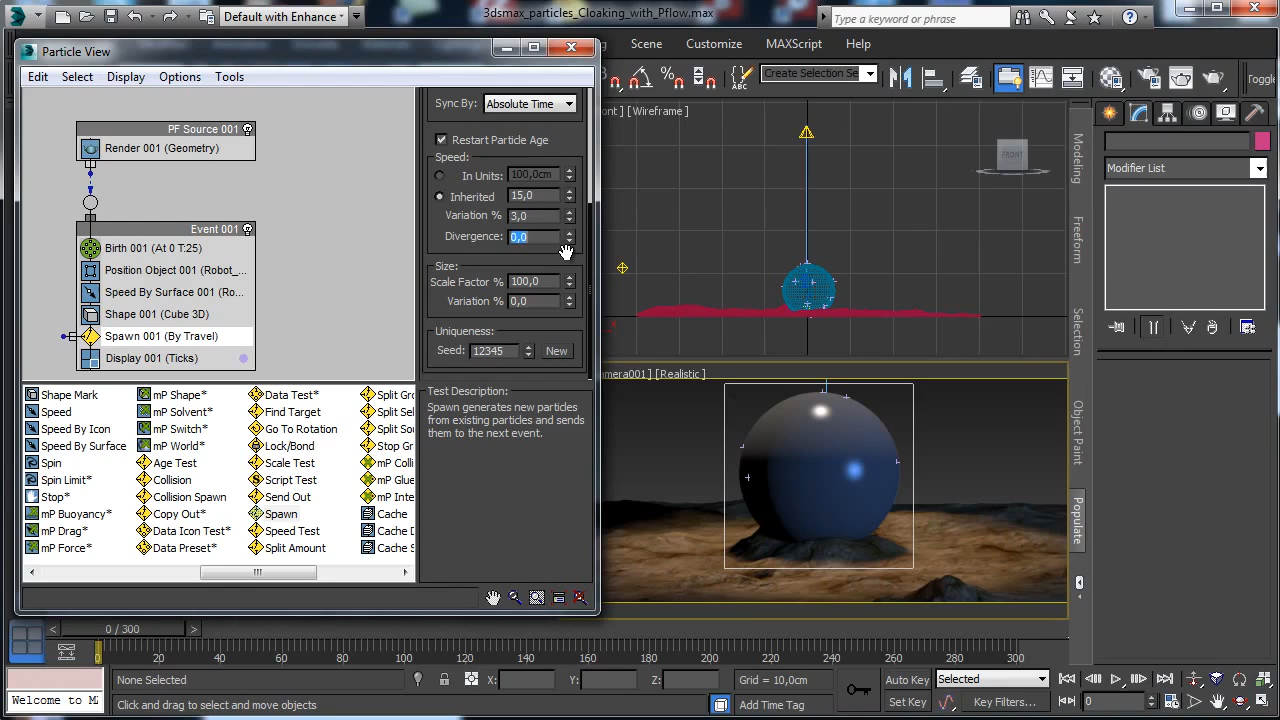 Default with Enhance
3dsmax_particles_Cloaking_with_Pflow.max
Type a keyword or phrase
Particle View
Scene
Customize
MAXScript
Help
Edit
Select
Display
Options
Tools
Create Selection Se
Sync By:
Absolute Time
Restart Particle Age
Speed:
In Units:
100,0cm
Inherited
15,0
Variation %
3,0
Divergence:
0,0
Size:
Scale Factor %
100,0
Variation %
0,0
Uniqueness:
Seed:
12345
New
PF Source 001
Render 001 (Geometry)
Event 001
Birth 001 (At 0 T:25)
Position Object 001 (Robot_...
Speed By Surface 001 (Ro...
Shape 001 (Cube 3D)
Spawn 001 (By Travel)
Display 001 (Ticks)
Test Description:
Spawn generates new particles
from existing particles and sends
them to the next event.
Shape Mark
Speed
Speed By Icon
Speed By Surface
Spin
Spin Limit*
Stop*
mP Buoyancy*
mP Drag*
mP Force*
mP Shape*
mP Solvent*
mP Switch*
mP World*
Age Test
Collision
Collision Spawn
Copy Out*
Data Icon Test*
Data Preset*
Data Test*
Find Target
Go To Rotation
Lock/Bond
Scale Test
Script Test
Send Out
Spawn
Speed Test
Split Amount
Split Gro
Split Sel
Split Sou
Stop Gr
mP Colli
mP Glue
mP Inte
Cache
Cache D
Cache S
ont ] [Wireframe ]
FRONT
amera001 ] [Realistic ]
Modeling
Freeform
Selection
Object Paint
Populate
Toggle
Modifier List
0 / 300
0
20
40
60
80
100
120
140
160
180
200
220
240
260
280
300
Welcome to M
None Selected
Click and drag to select and move objects
X:
Y:
Z:
Grid = 10,0cm
Add Time Tag
Auto Key
Selected
Set Key
Key Filters...
0